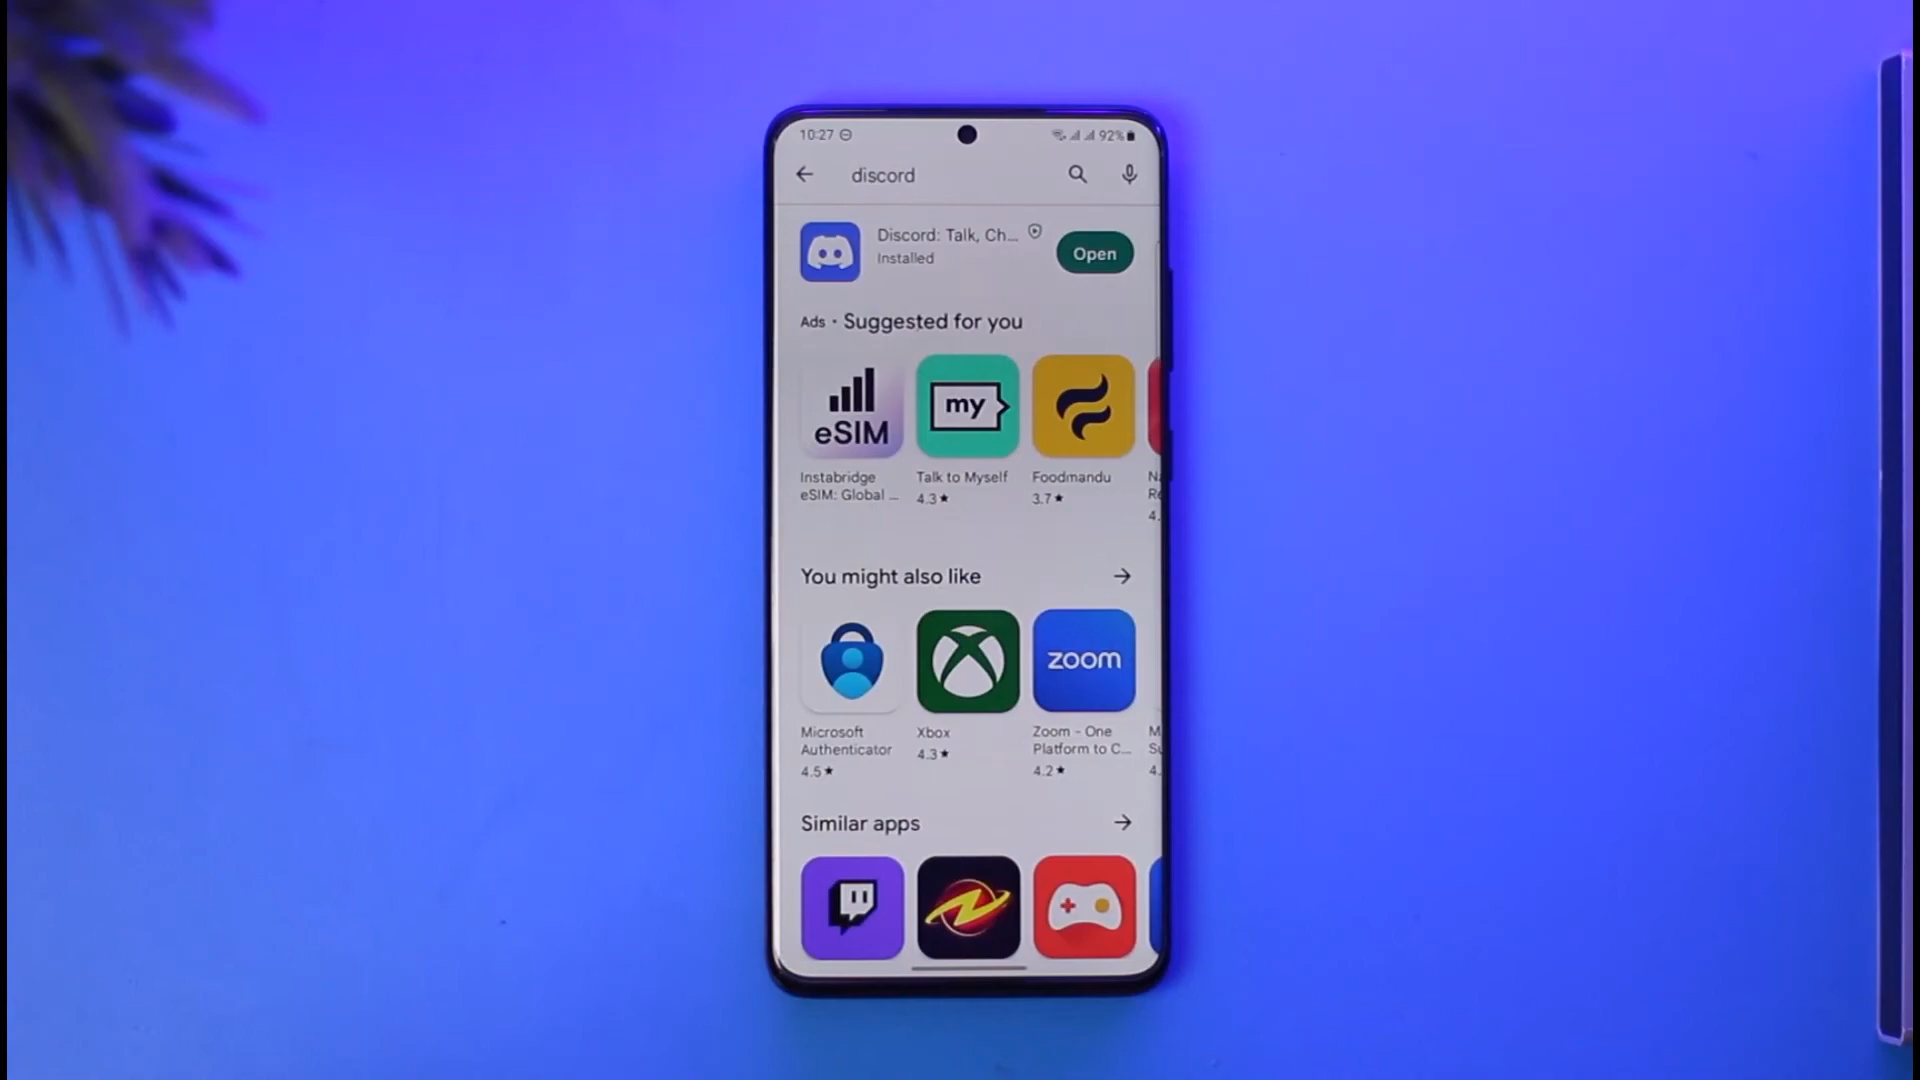 10:27 92%
discord
Discord: Talk, Ch...
Installed
Open
Ads · Suggested for you
eSIM
my
Instabridge
eSIM: Global ...
Talk to Myself
4.3★
Foodmandu
3.7★
4.
You might also like
zoom
Microsoft
Authenticator
4.5★
Xbox
4.3★
Zoom - One
Platform to C...
4.2★
4.
Similar apps